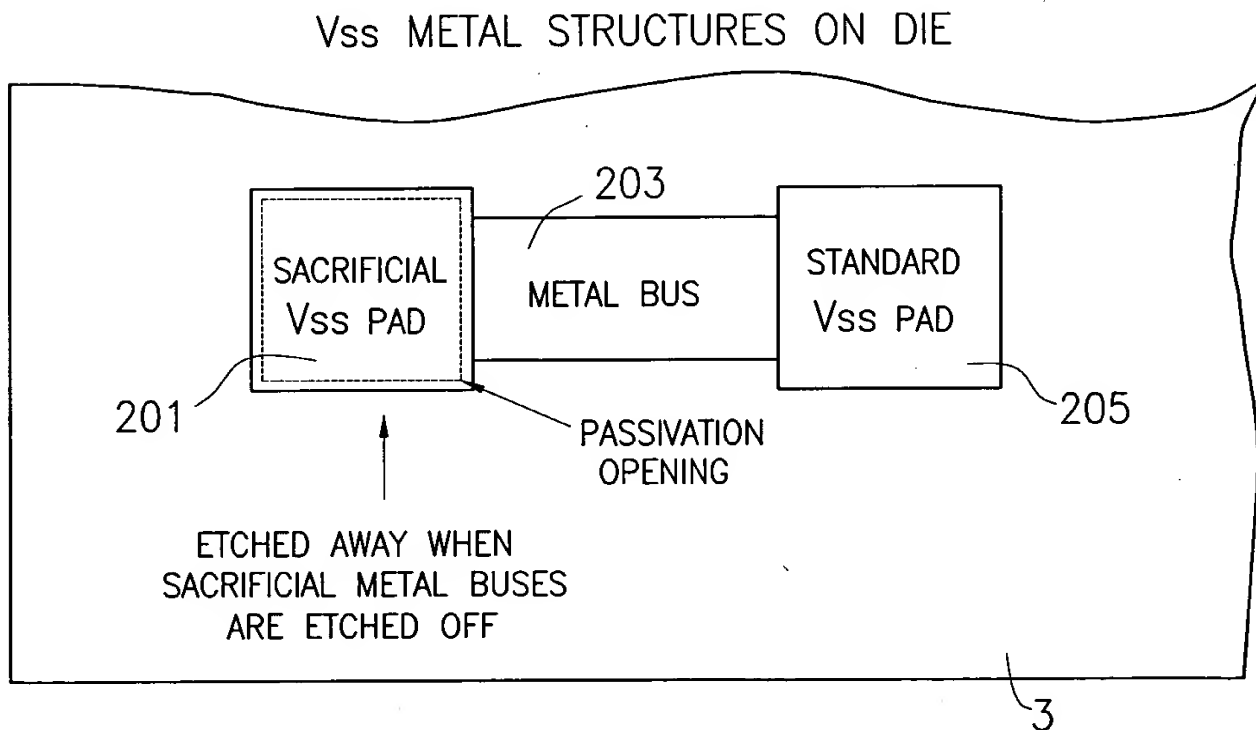 Vss METAL STRUCTURES ON DIE
203
SACRIFICIAL
Vss PAD
METAL BUS
STANDARD
Vss PAD
201
205
PASSIVATION
OPENING
ETCHED AWAY WHEN
SACRIFICIAL METAL BUSES
ARE ETCHED OFF
3